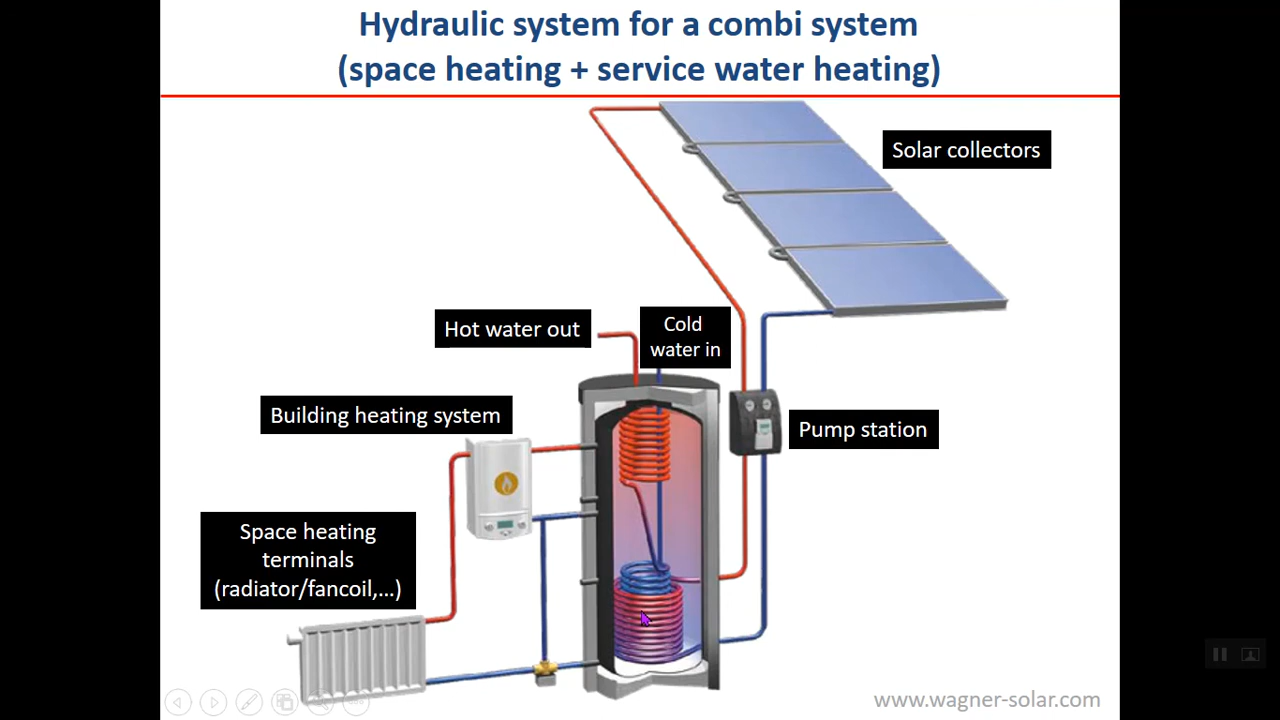 Hydraulic system for a combi system
(space heating + service water heating)
Solar collectors
Hot water out
Cold
water in
Building heating system
Pump station
Space heating
terminals
(radiator/fancoil,...)
www.wagner-solar.com